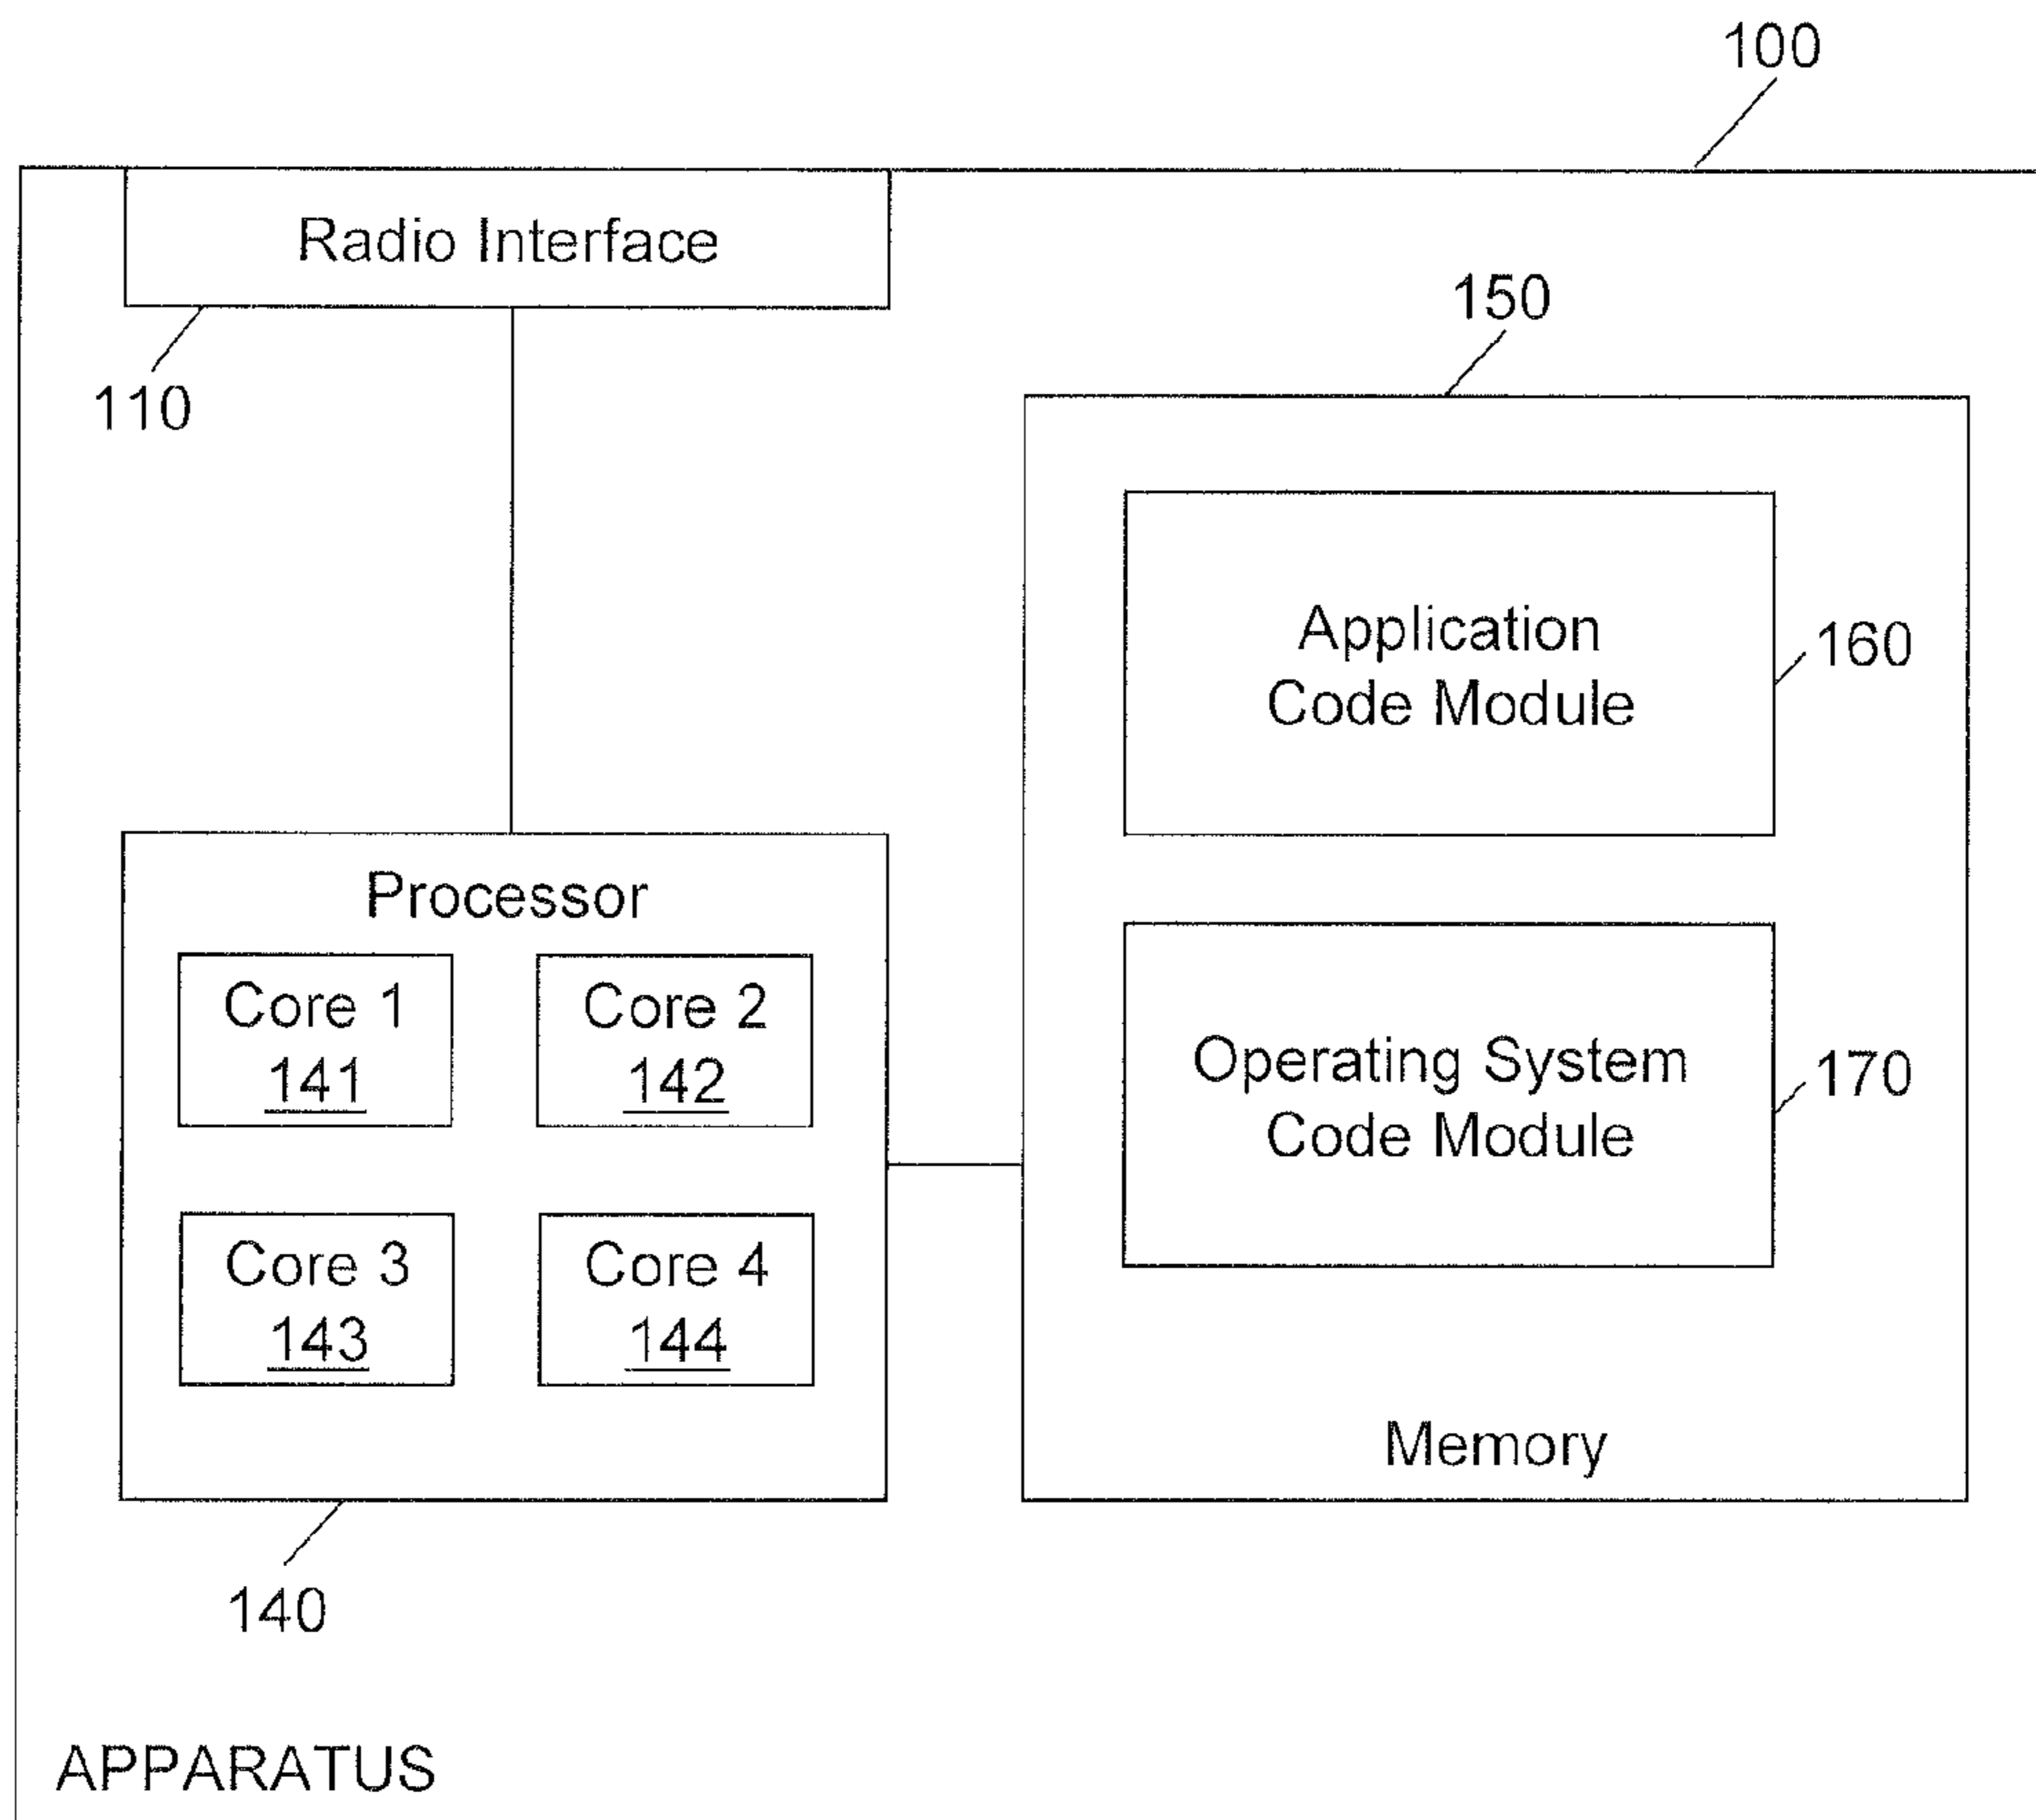 100
Radio Interface
110
150
Application
Code Module
160
Processor
Core 1
141
Core 2
142
Core 3
143
Core 4
144
140
Operating System
Code Module
170
Memory
APPARATUS